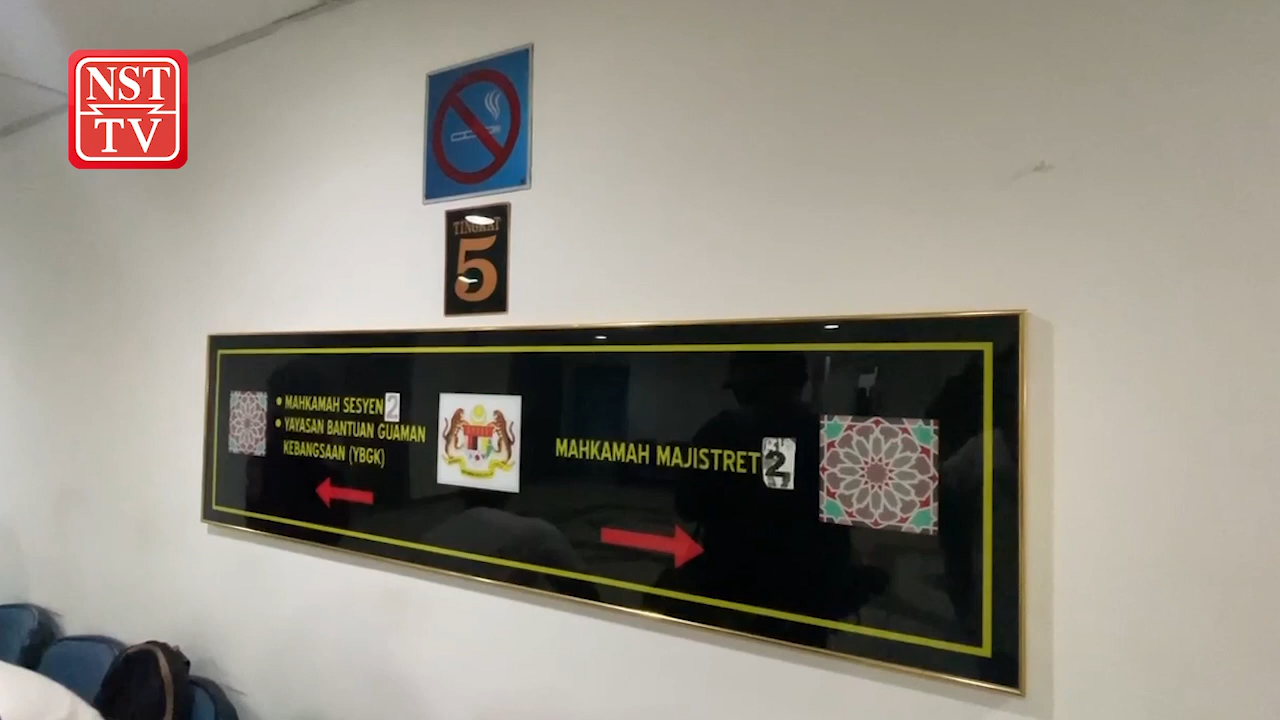 NST
TV
TINGKAT
5
• MAHKAMAH SESYEN 2
• YAYASAN BANTUAN GUAMAN
KEBANGSAAN (YBGK)
MAHKAMAH MAJISTRET 2